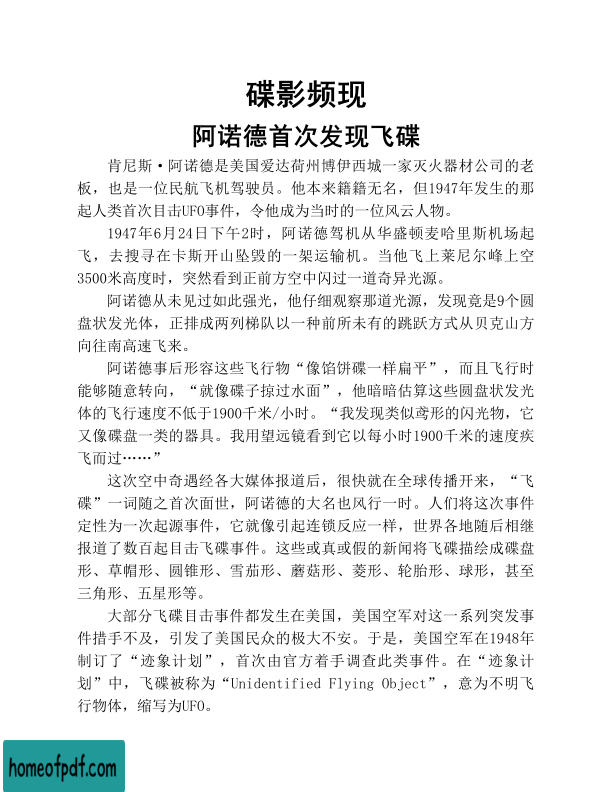 碟影频现
阿诺德首次发现飞碟
肯尼斯·阿诺德是美国爱达荷州博伊西城一家灭火器材公司的老
板，也是一位民航飞机驾驶员。他本来籍籍无名，但1947年发生的那
起人类首次目击UFO事件，令他成为当时的一位风云人物。
1947年6月24日下午2时，阿诺德驾机从华盛顿麦哈里斯机场起
飞，去搜寻在卡斯开山坠毁的一架运输机。当他飞上莱尼尔峰上空
3500米高度时，突然看到正前方空中闪过一道奇异光源。
阿诺德从未见过如此强光，他仔细观察那道光源，发现竟是9个圆
盘状发光体，正排成两列梯队以一种前所未有的跳跃方式从贝克山方
向往南高速飞来。
阿诺德事后形容这些飞行物“像馅饼碟一样扁平”，而且飞行时
能够随意转向，“就像碟子掠过水面”，他暗暗估算这些圆盘状发光
体的飞行速度不低于1900千米/小时。“我发现类似鸢形的闪光物，它
又像碟盘一类的器具。我用望远镜看到它以每小时1900千米的速度疾
飞而过……”
这次空中奇遇经各大媒体报道后，很快就在全球传播开来，“飞
碟”一词随之首次面世，阿诺德的大名也风行一时。人们将这次事件
定性为一次起源事件，它就像引起连锁反应一样，世界各地随后相继
报道了数百起目击飞碟事件。这些或真或假的新闻将飞碟描绘成碟盘
形、草帽形、圆锥形、雪茄形、蘑菇形、菱形、轮胎形、球形，甚至
三角形、五星形等。
大部分飞碟目击事件都发生在美国，美国空军对这一系列突发事
件措手不及，引发了美国民众的极大不安。于是，美国空军在1948年
制订了“迹象计划”，首次由官方着手调查此类事件。在“迹象计
划”中，飞碟被称为“Unidentified Flying Object”，意为不明飞
行物体，缩写为UFO。
homeofpdf.com